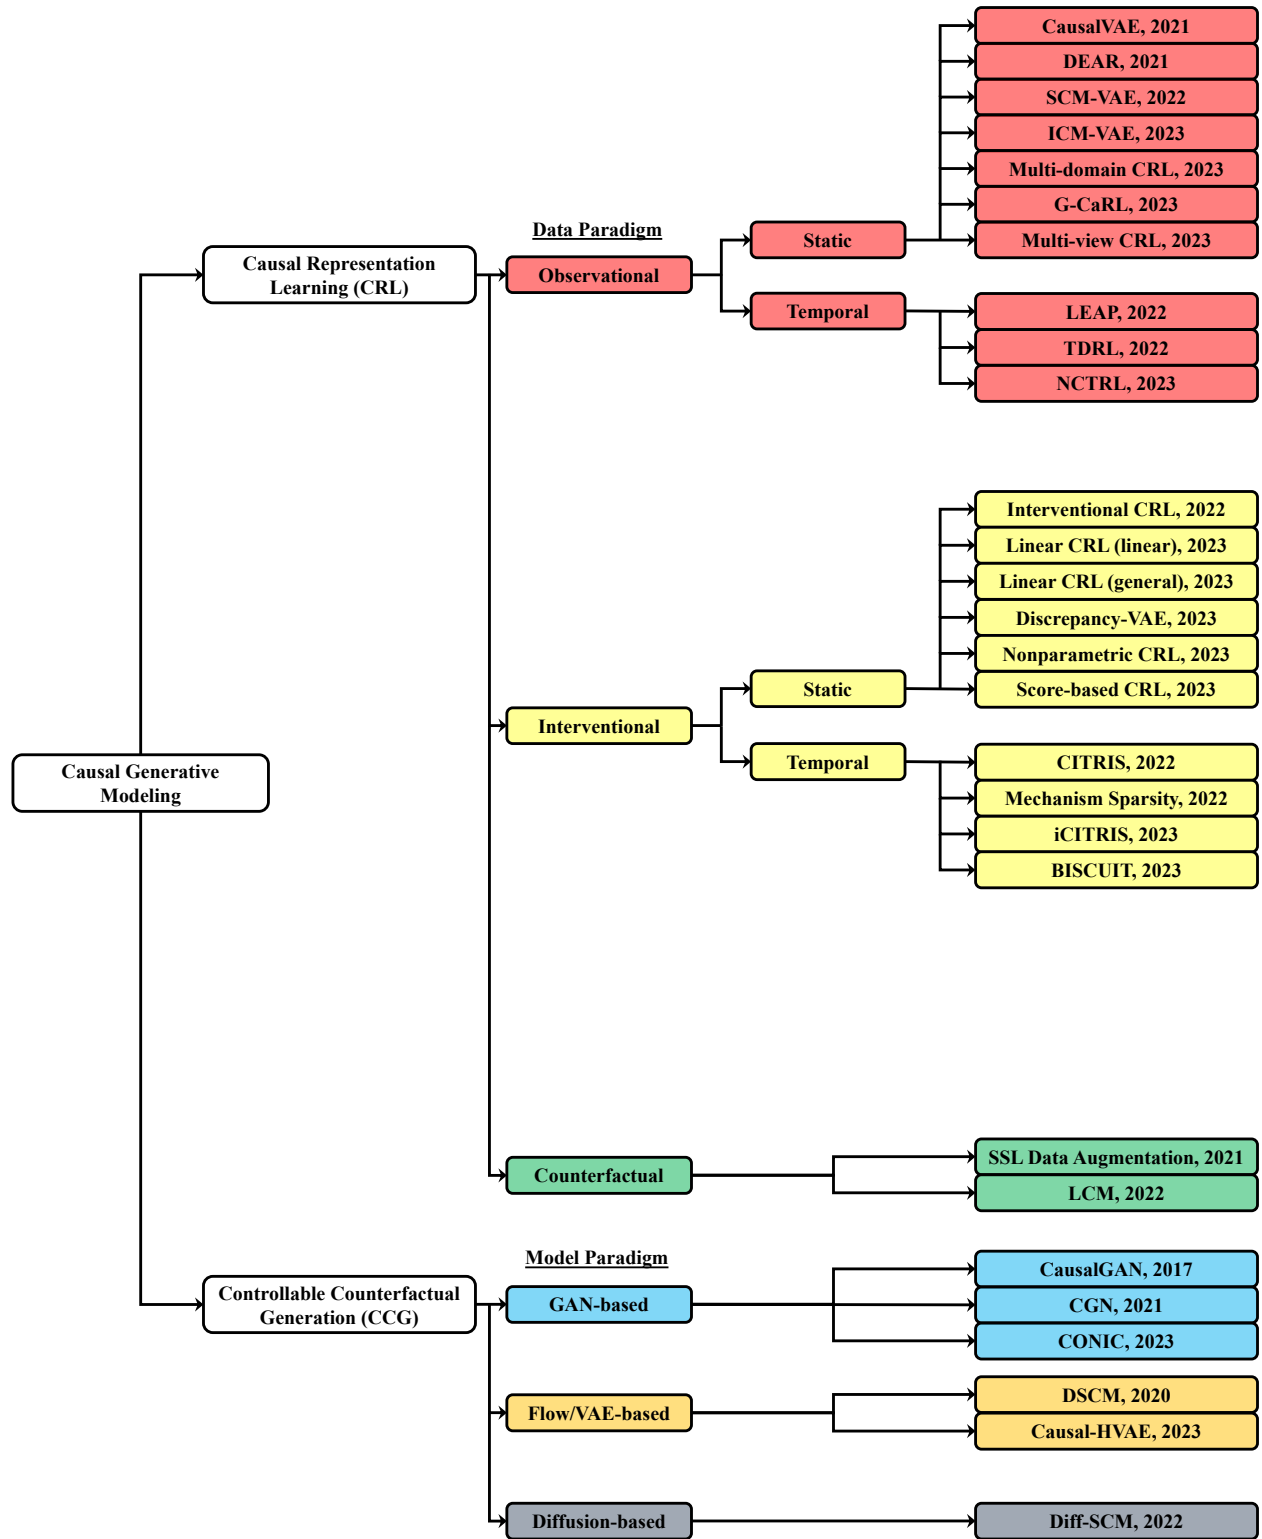 Causal Generative
Modeling
Causal Representation
Learning (CRL)
Data Paradigm
Observational
Static
CausalVAE, 2021
DEAR, 2021
SCM-VAE, 2022
ICM-VAE, 2023
Multi-domain CRL, 2023
G-CaRL, 2023
Multi-view CRL, 2023
Temporal
LEAP, 2022
TDRL, 2022
NCTRL, 2023
Interventional
Static
Interventional CRL, 2022
Linear CRL (linear), 2023
Linear CRL (general), 2023
Discrepancy-VAE, 2023
Nonparametric CRL, 2023
Score-based CRL, 2023
Temporal
CITRIS, 2022
Mechanism Sparsity, 2022
iCITRIS, 2023
BISCUIT, 2023
Counterfactual
SSL Data Augmentation, 2021
LCM, 2022
Controllable Counterfactual
Generation (CCG)
Model Paradigm
GAN-based
CausalGAN, 2017
CGN, 2021
CONIC, 2023
Flow/VAE-based
DSCM, 2020
Causal-HVAE, 2023
Diffusion-based
Diff-SCM, 2022